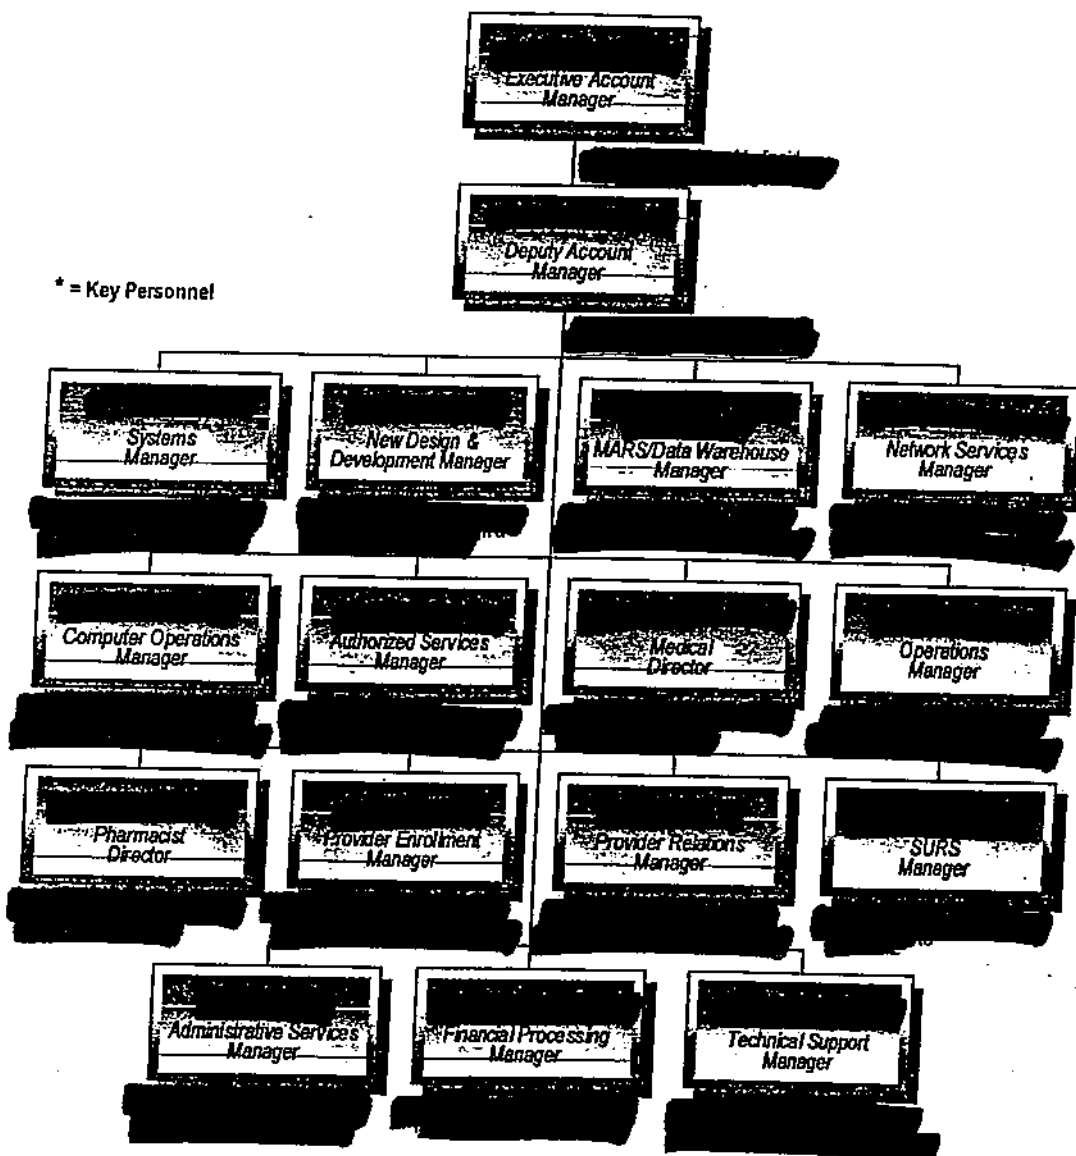 Executive Account
Manager
Deputy Account
Manager
* = Key Personnel
Systems
Manager
New Design &
Development Manager
MARS/Data Warehouse
Manager
Network Services
Manager
Computer Operations
Manager
Authorized Services
Manager
Medical
Director
Operations
Manager
Pharmacist
Director
Provider Enrollment
Manager
Provider Relations
Manager
SURS
Manager
Administrative Services
Manager
Financial Processing
Manager
Technical Support
Manager